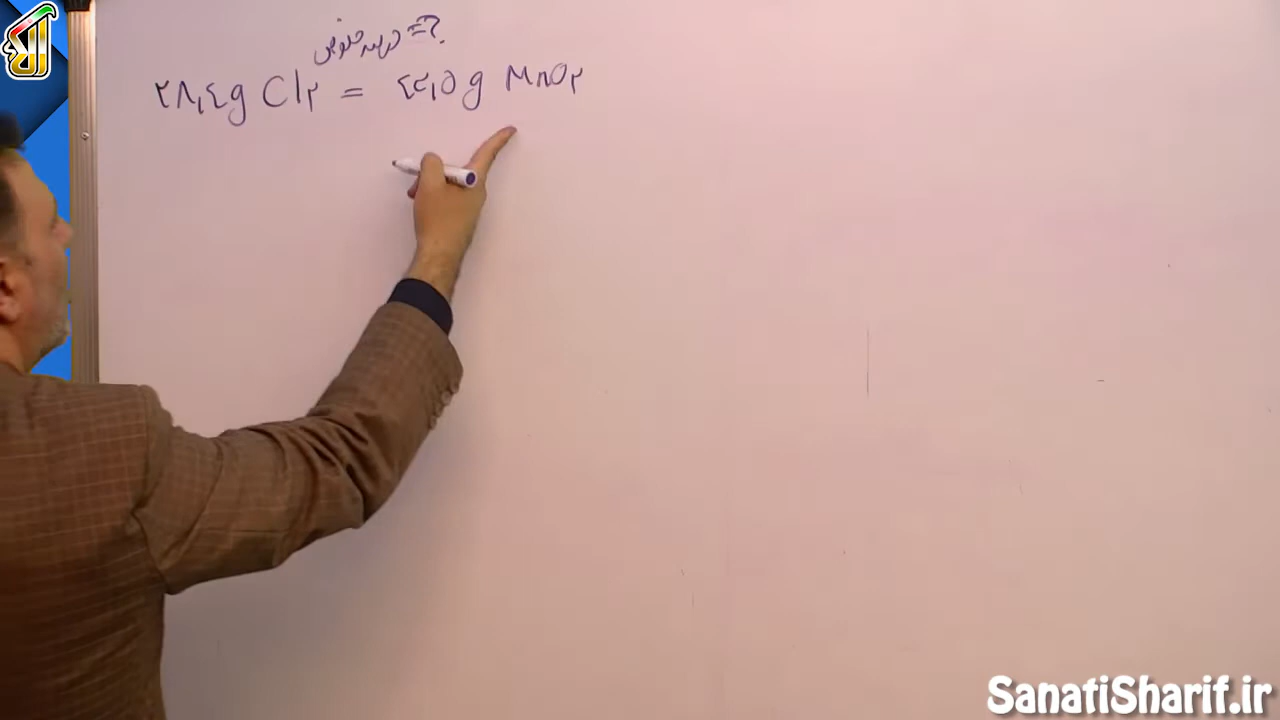 درصد خلوص = ?
۲۸,۴g Cl۲ = ۴۳,۵g MnO۲
SanatiSharif.ir